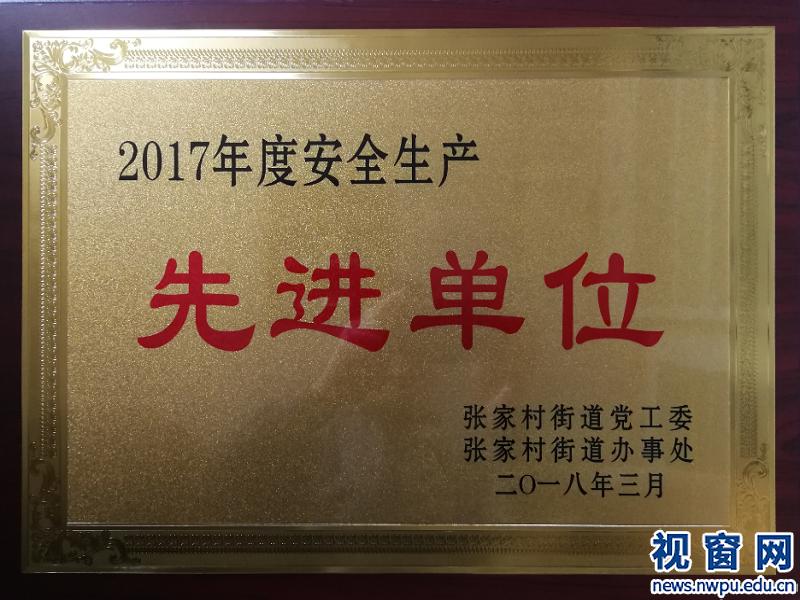 2017年度安全生产
先进单位
张家村街道党工委
张家村街道办事处
二〇一八年三月
视窗网
news.nwpu.edu.cn